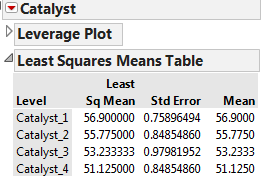 Catalyst
Leverage Plot
Least Squares Means Table
Least
Level Sq Mean Std Error Mean
Catalyst_1 56.900000 0.75896494 56.9000
Catalyst_2 55.775000 0.84854860 55.7750
Catalyst_3 53.233333 0.97981952 53.2333
Catalyst_4 51.125000 0.84854860 51.1250